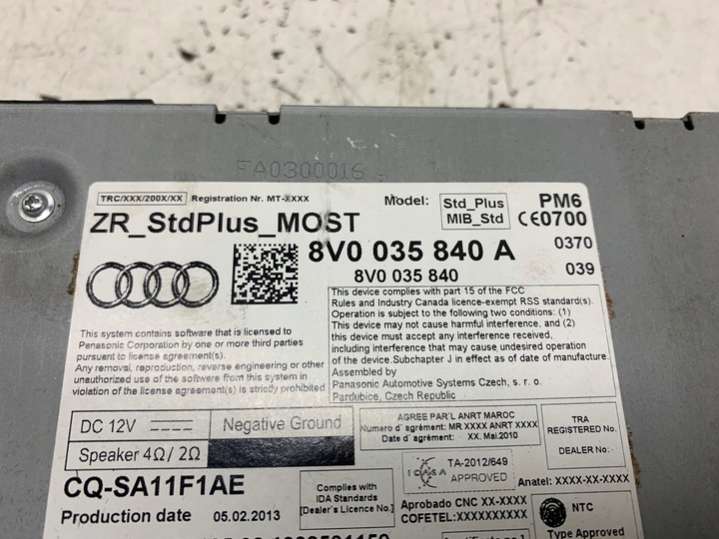 FA0300016
TRC/XXX/200X/XX Registration Nr. MT-XXXX
Model: Std_Plus
MIB_Std
PM6
CE0700
0370
039
ZR_StdPlus_MOST
8V0 035 840 A
8V0 035 840
This system contains software that is licensed to
Panasonic Corporation by one or more third parties
pursuant to license agreement(s).
Any removal, reproduction, reverse engineering or other
unauthorized use of the software from this system in
violation of the license agreement(s) is strictly prohibited
This device complies with part 15 of the FCC
Rules and Industry Canada licence-exempt RSS standard(s).
Operation is subject to the following two conditions: (1)
This device may not cause harmful interference, and (2)
this device must accept any interference received,
including interference that may cause undesired operation
of the device.Subchapter J in effect as of date of manufacture.
Assembled by
Panasonic Automotive Systems Czech, s. r. o.
Pardubice, Czech Republic
DC 12V
Negative Ground
Speaker 4Ω/ 2Ω
AGREE PAR'L ANRT MAROC
Numero d`agrément: MR XXXX ANRT XXXX
Date d` agrément: XX. Mai.2010
TRA
REGISTERED No.
DEALER No.:
ICASA
TA-2012/649
APPROVED
Anatel: XXXX-XX-XXXX
CQ-SA11F1AE
Production date 05.02.2013
Complies with
IDA Standards
[Dealer's Licence No.]
Aprobado CNC XX-XXXX
COFETEL:XXXXXXXXXX
NTC
Type Approved